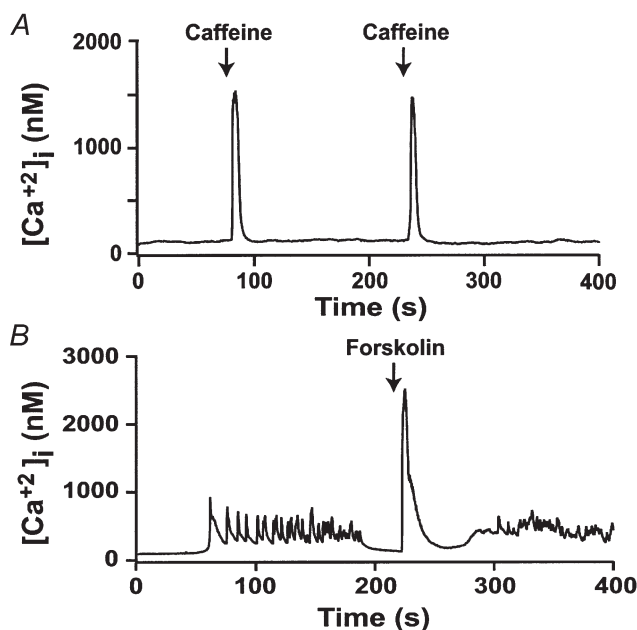 A
Caffeine Caffeine
2000
1000
0
[Ca+2]i (nM)
0 100 200 300 400
Time (s)
B
Forskolin
3000
2000
1000
0
[Ca+2]i (nM)
0 100 200 300 400
Time (s)